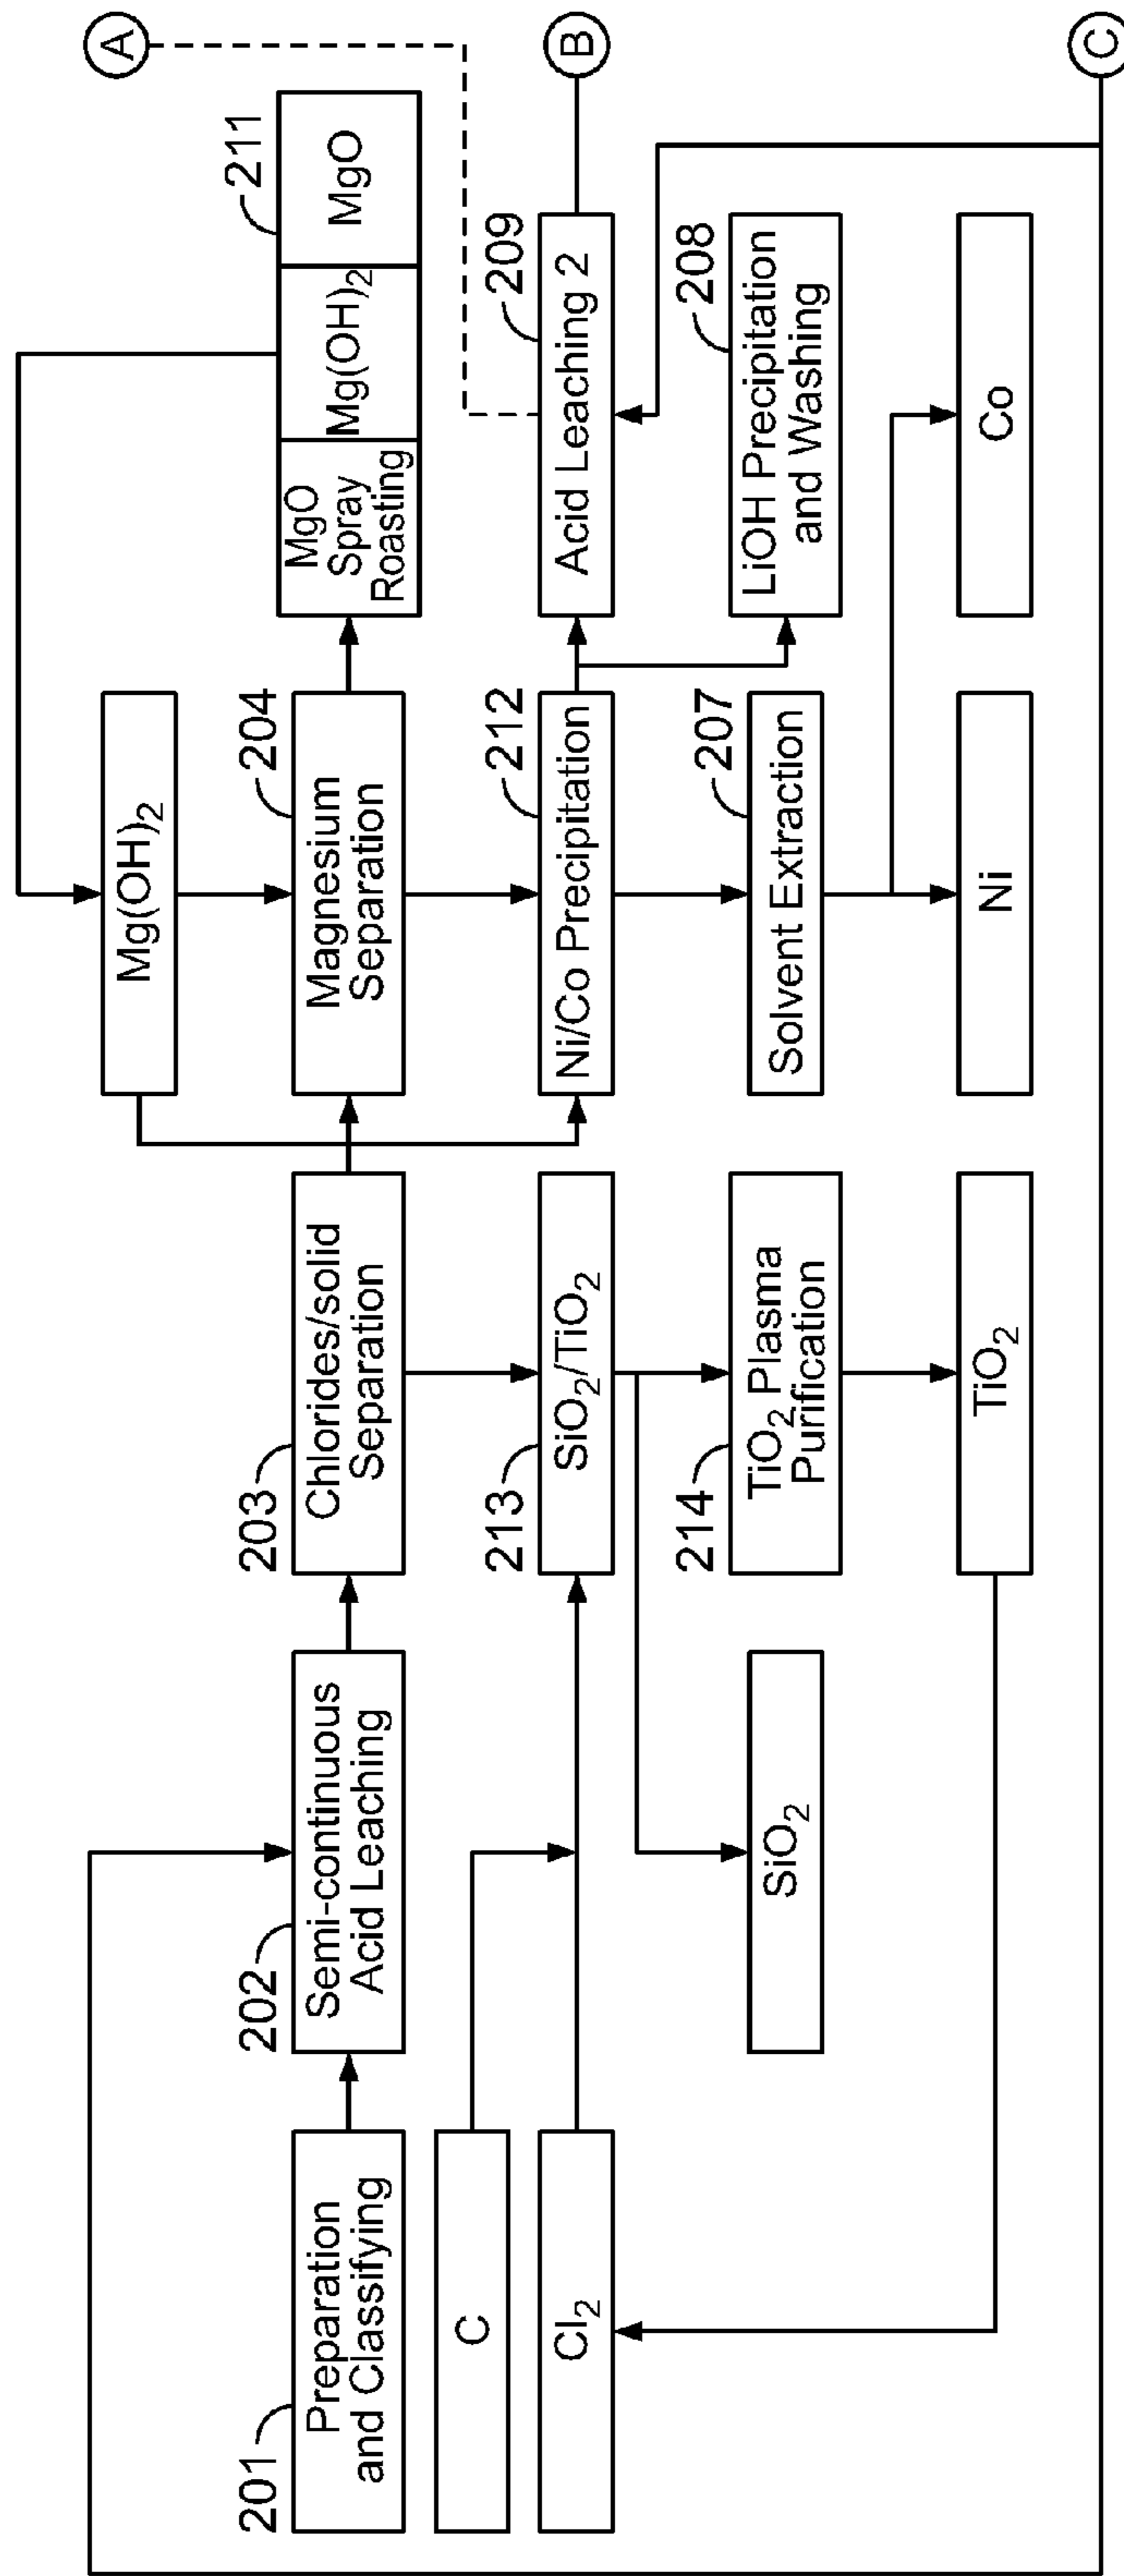 201
Preparation
and Classifying
202
Semi-continuous
Acid Leaching
203
Chlorides/solid
Separation
Mg(OH)₂
204
Magnesium
Separation
211
MgO
Spray
Roasting
Mg(OH)₂
MgO
A
C
Cl₂
213
SiO₂/TiO₂
212
Ni/Co Precipitation
209
Acid Leaching 2
B
SiO₂
214
TiO₂ Plasma
Purification
207
Solvent Extraction
208
LiOH Precipitation
and Washing
TiO₂
Ni
Co
C